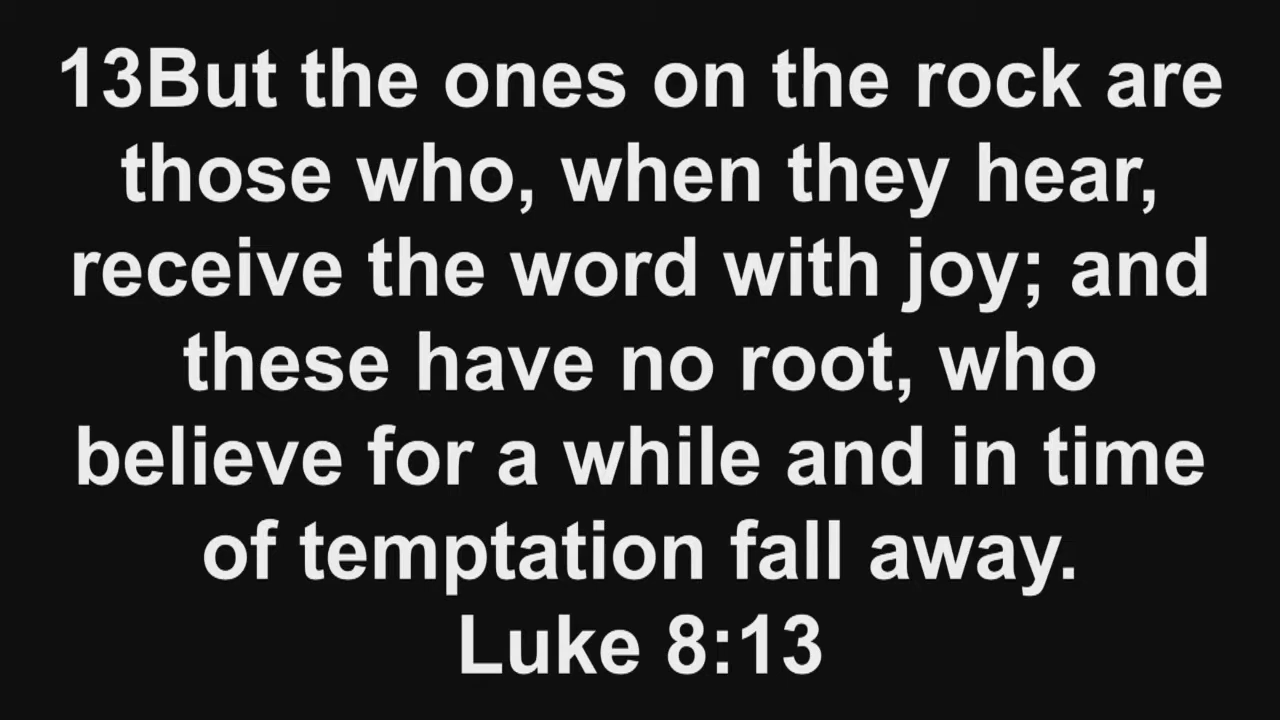 13But the ones on the rock are
those who, when they hear,
receive the word with joy; and
these have no root, who
believe for a while and in time
of temptation fall away.
Luke 8:13